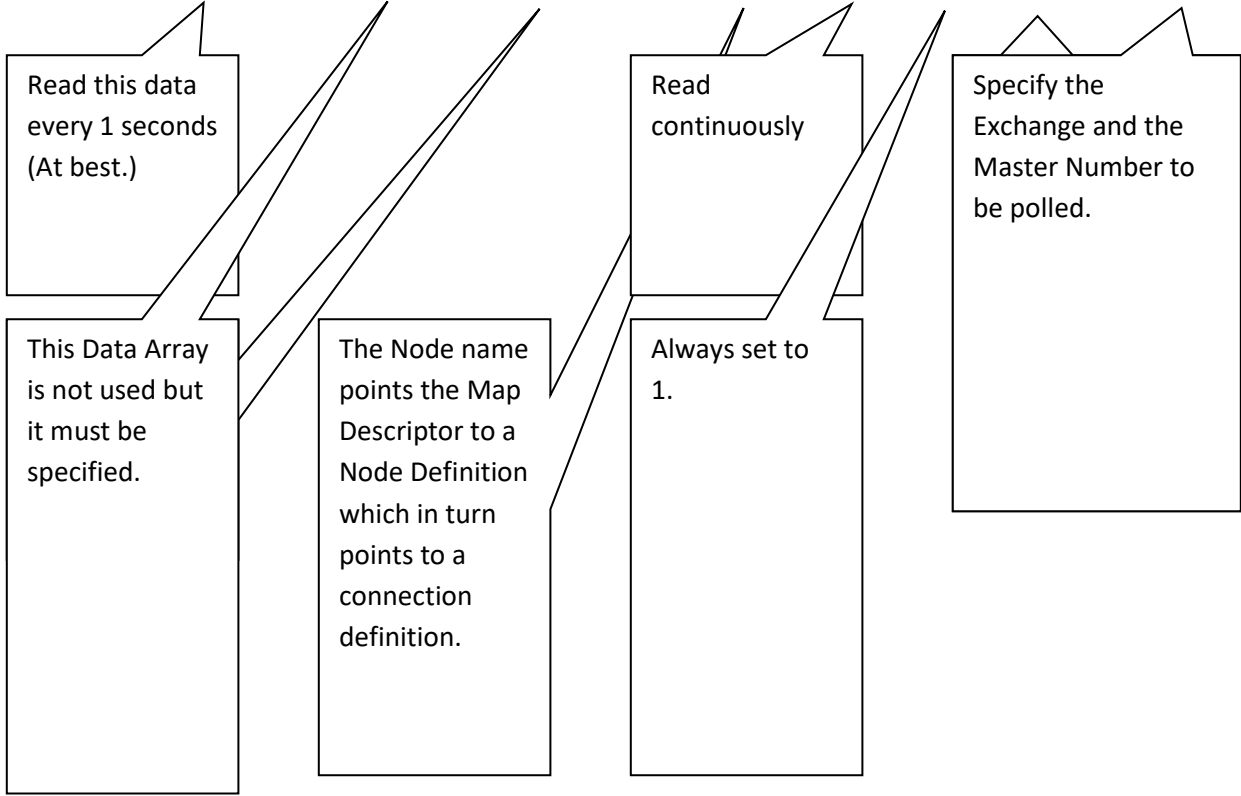 Read this data
every 1 seconds
(At best.)
Read
continuously
Specify the
Exchange and the
Master Number to
be polled.
This Data Array
is not used but
it must be
specified.
The Node name
points the Map
Descriptor to a
Node Definition
which in turn
points to a
connection
definition.
Always set to
1.